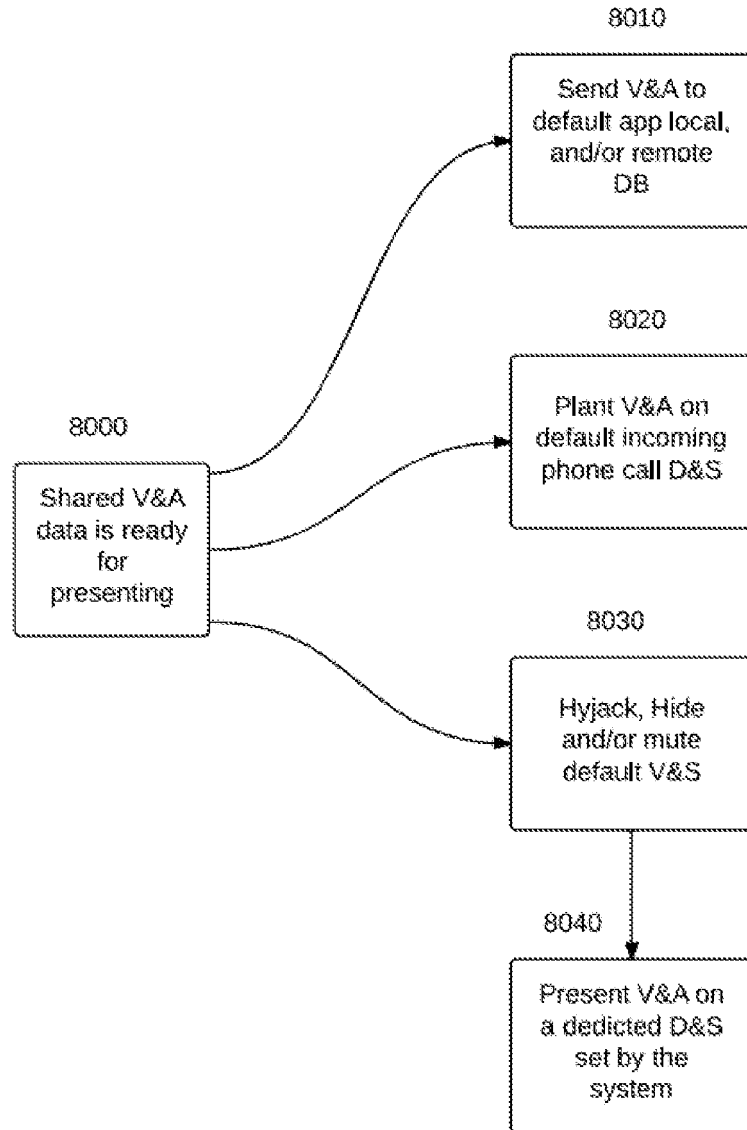 8010
Send V&A to
default app local,
and/or remote
DB
8020
Plant V&A on
default incoming
phone call D&S
8000
Shared V&A
data is ready
for
presenting
8030
Hyjack, Hide
and/or mute
default V&S
8040
Present V&A on
a dedicted D&S
set by the
system